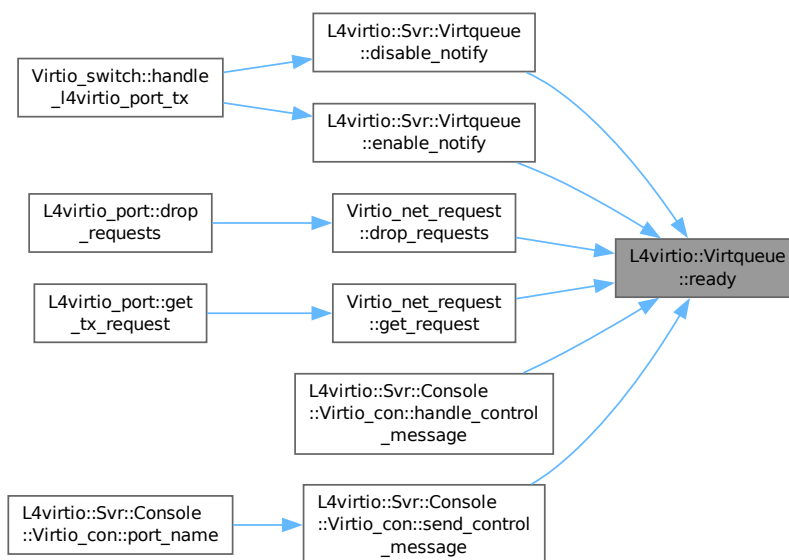 L4virtio::Svr::Virtqueue
::disable_notify
Virtio_switch::handle
_l4virtio_port_tx
L4virtio::Svr::Virtqueue
::enable_notify
L4virtio_port::drop
_requests
Virtio_net_request
::drop_requests
L4virtio::Virtqueue
::ready
L4virtio_port::get
_tx_request
Virtio_net_request
::get_request
L4virtio::Svr::Console
::Virtio_con::handle_control
_message
L4virtio::Svr::Console
::Virtio_con::port_name
L4virtio::Svr::Console
::Virtio_con::send_control
_message